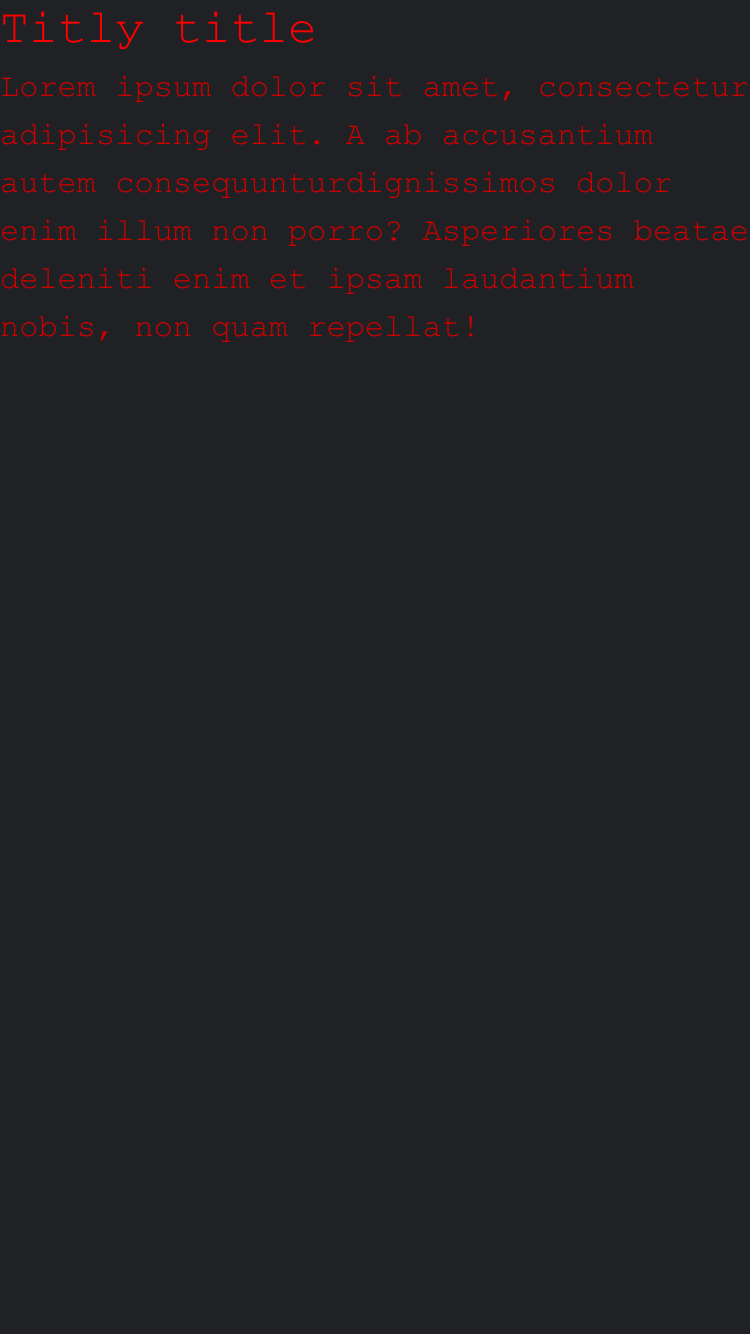 Titly title
Lorem ipsum dolor sit amet, consectetur
adipisicing elit. A ab accusantium
autem consequunturdignissimos dolor
enim illum non porro? Asperiores beatae
deleniti enim et ipsam laudantium
nobis, non quam repellat!